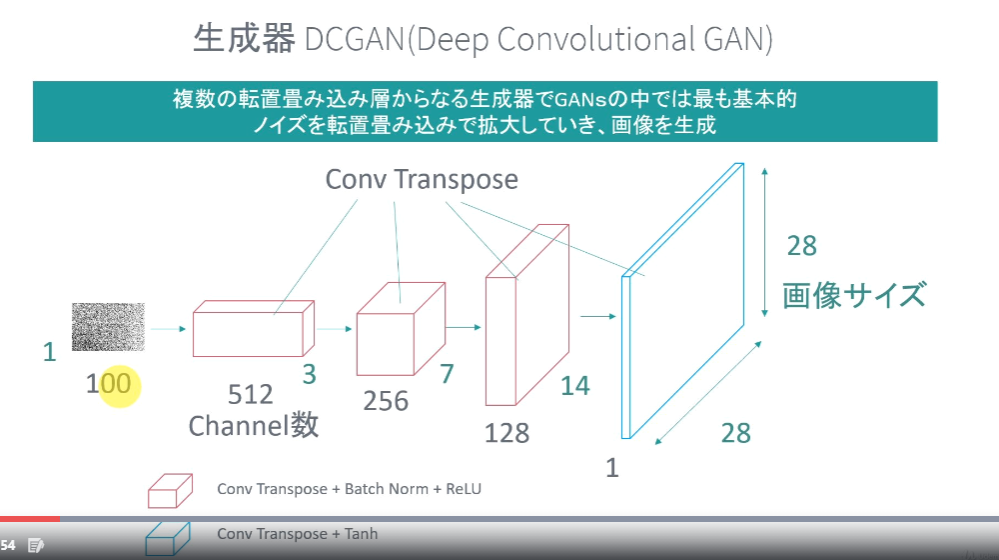 生成器 DCGAN(Deep Convolutional GAN)
複数の転置畳み込み層からなる生成器でGANsの中では最も基本的
ノイズを転置畳み込みで拡大していき、画像を生成
Conv Transpose
28
画像サイズ
1
100
3
512
Channel数
7
256
14
128
28
1
Conv Transpose + Batch Norm + ReLU
Conv Transpose + Tanh
54